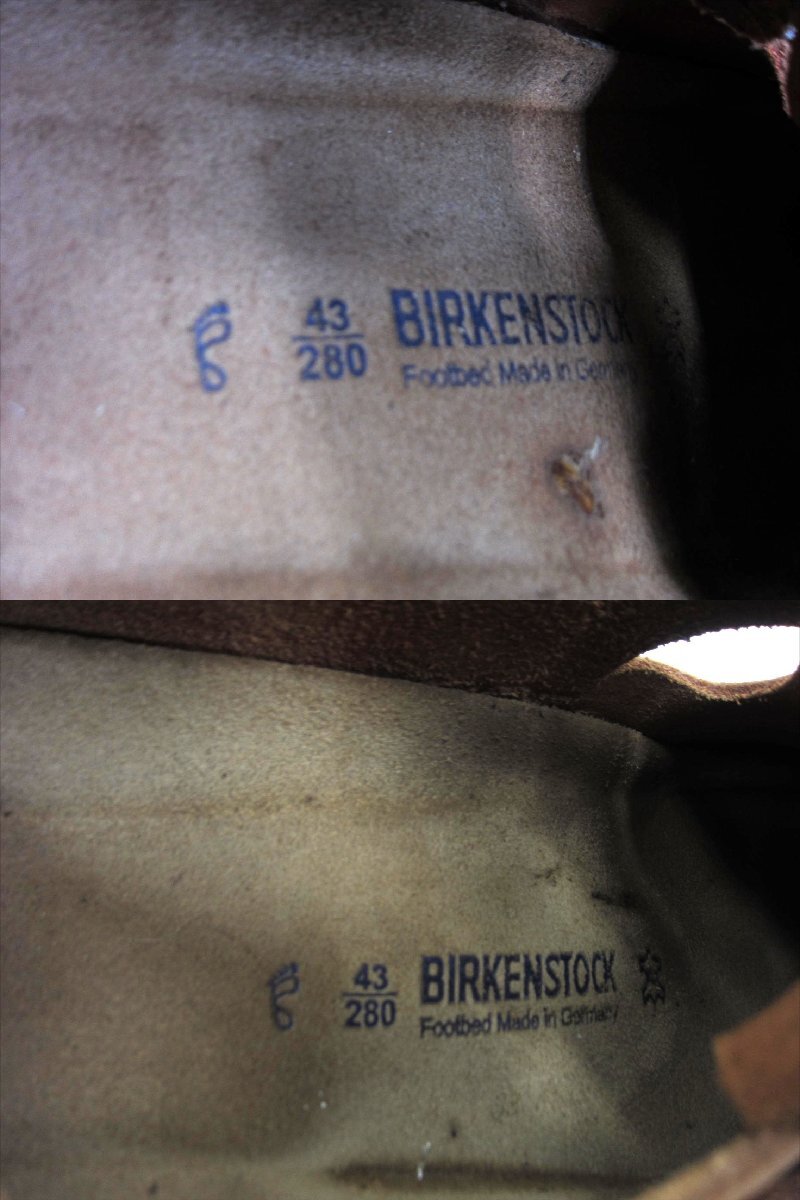 43
280
BIRKENSTOCK
Footbed Made in Germany
43
280
BIRKENSTOCK
Footbed Made in Germany